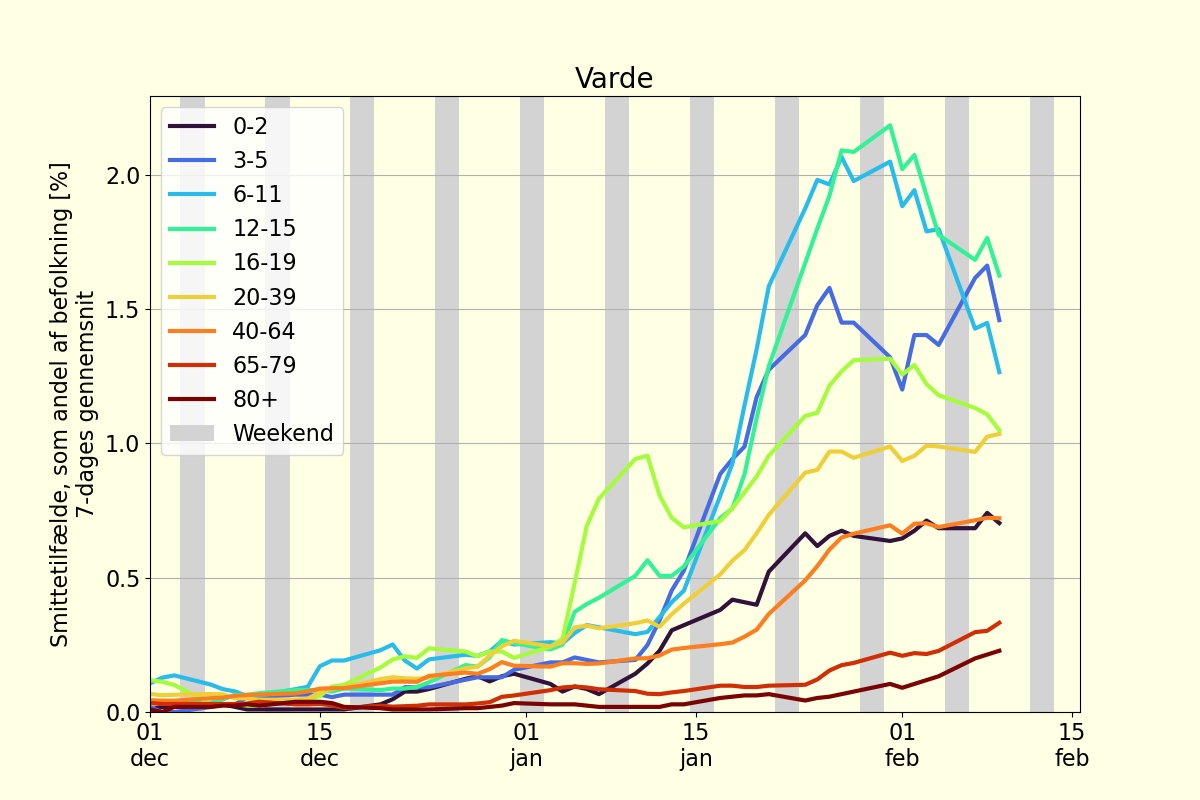 Varde
Smittetilfælde, som andel af befolkning [%]
7-dages gennemsnit
2.0
1.5
1.0
0.5
0.0
0-2
3-5
6-11
12-15
16-19
20-39
40-64
65-79
80+
Weekend
01 15 01 15 01 15
dec dec jan jan feb feb